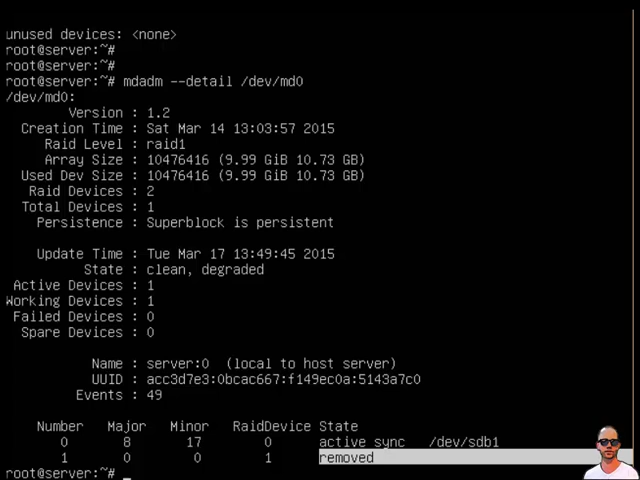 unused devices: <none>
root@server:~#
root@server:~#
root@server:~# mdadm --detail /dev/md0
/dev/md0:
Version : 1.2
Creation Time : Sat Mar 14 13:03:57 2015
Raid Level : raid1
Array Size : 10476416 (9.99 GiB 10.73 GB)
Used Dev Size : 10476416 (9.99 GiB 10.73 GB)
Raid Devices : 2
Total Devices : 1
Persistence : Superblock is persistent
Update Time : Tue Mar 17 13:49:45 2015
State : clean, degraded
Active Devices : 1
Working Devices : 1
Failed Devices : 0
Spare Devices : 0
Name : server:0 (local to host server)
UUID : acc3d7e3:0bcac667:f149ec0a:5143a7c0
Events : 49
Number Major Minor RaidDevice State
0 8 17 0 active sync /dev/sdb1
1 0 0 1 removed
root@server:~# _